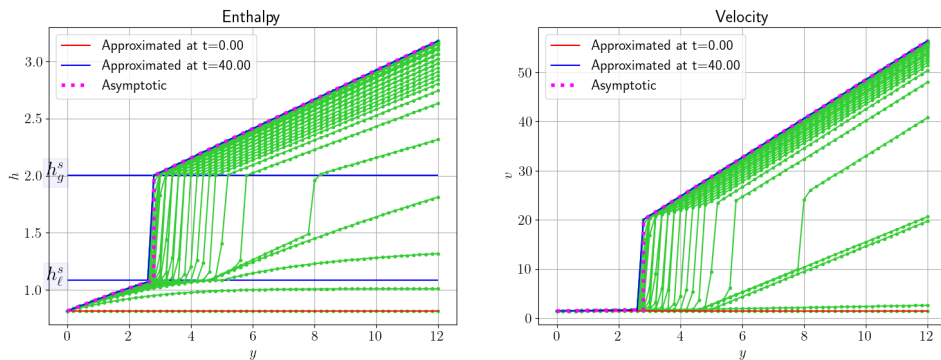 Enthalpy
Approximated at t=0.00
Approximated at t=40.00
Asymptotic
3.0
2.5
2.0
1.5
1.0
h
h_g^s
h_ℓ^s
0 2 4 6 8 10 12
y
Velocity
Approximated at t=0.00
Approximated at t=40.00
Asymptotic
50
40
30
20
10
0
v
0 2 4 6 8 10 12
y